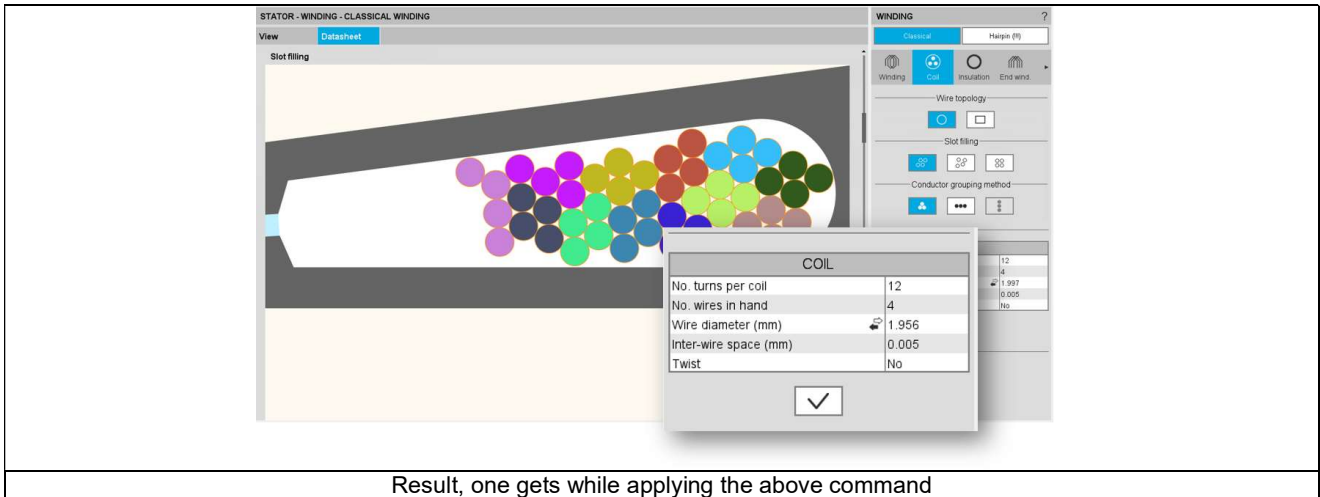 STATOR - WINDING - CLASSICAL WINDING
WINDING ?
View Datasheet
Classical Hairpin (!!!)
Slot filling
Winding Coil Insulation End wind.
Wire topology
Slot filling
Conductor grouping method
12
4
1.997
0.005
No
COIL
No. turns per coil 12
No. wires in hand 4
Wire diameter (mm) 1.956
Inter-wire space (mm) 0.005
Twist No
Result, one gets while applying the above command